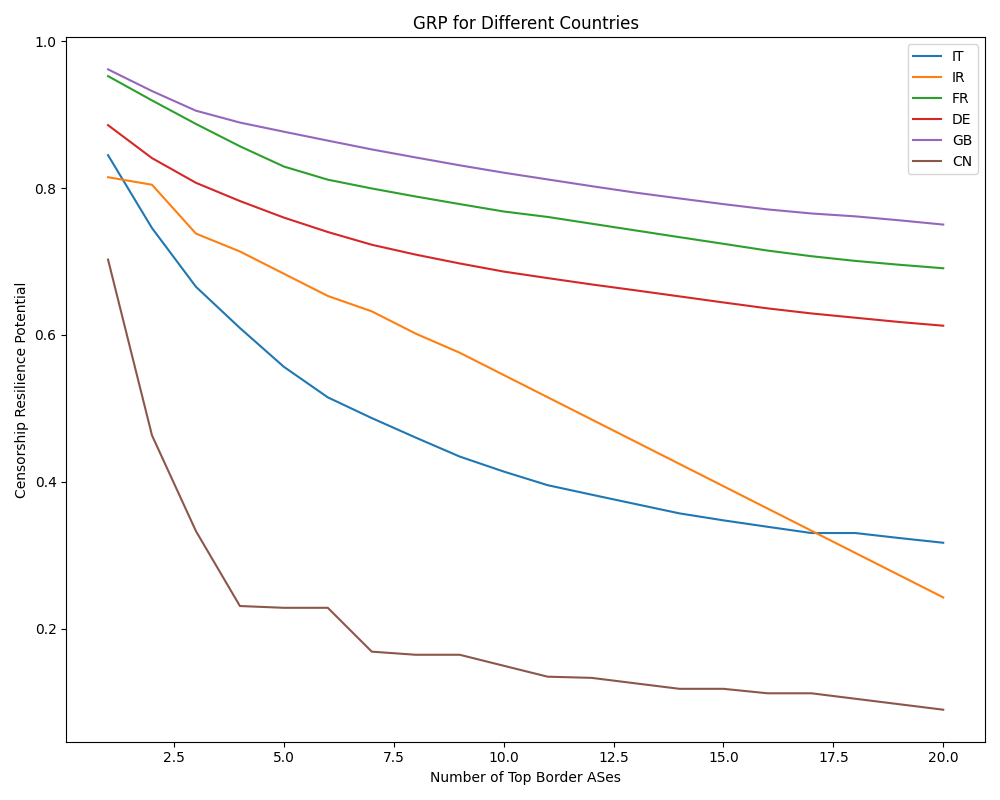 GRP for Different Countries
Censorship Resilience Potential
1.0
0.8
0.6
0.4
0.2
IT
IR
FR
DE
GB
CN
2.5 5.0 7.5 10.0 12.5 15.0 17.5 20.0
Number of Top Border ASes